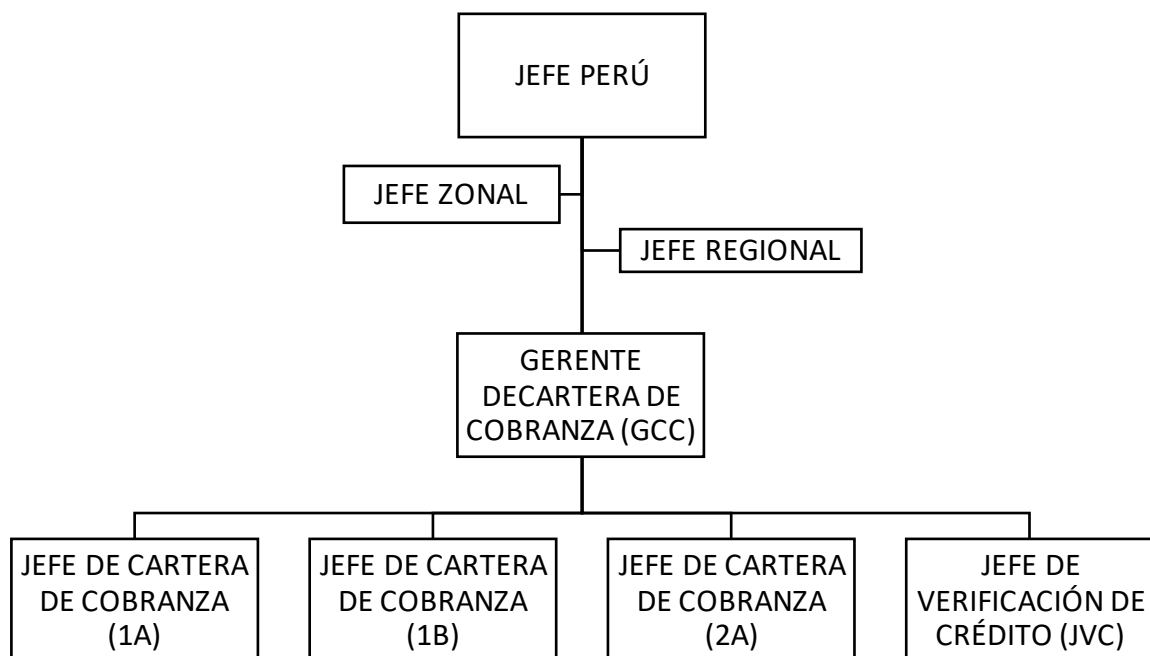 JEFE PERÚ
JEFE ZONAL
JEFE REGIONAL
GERENTE
DECARTERA DE
COBRANZA (GCC)
JEFE DE CARTERA
DE COBRANZA
(1A)
JEFE DE CARTERA
DE COBRANZA
(1B)
JEFE DE CARTERA
DE COBRANZA
(2A)
JEFE DE
VERIFICACIÓN DE
CRÉDITO (JVC)